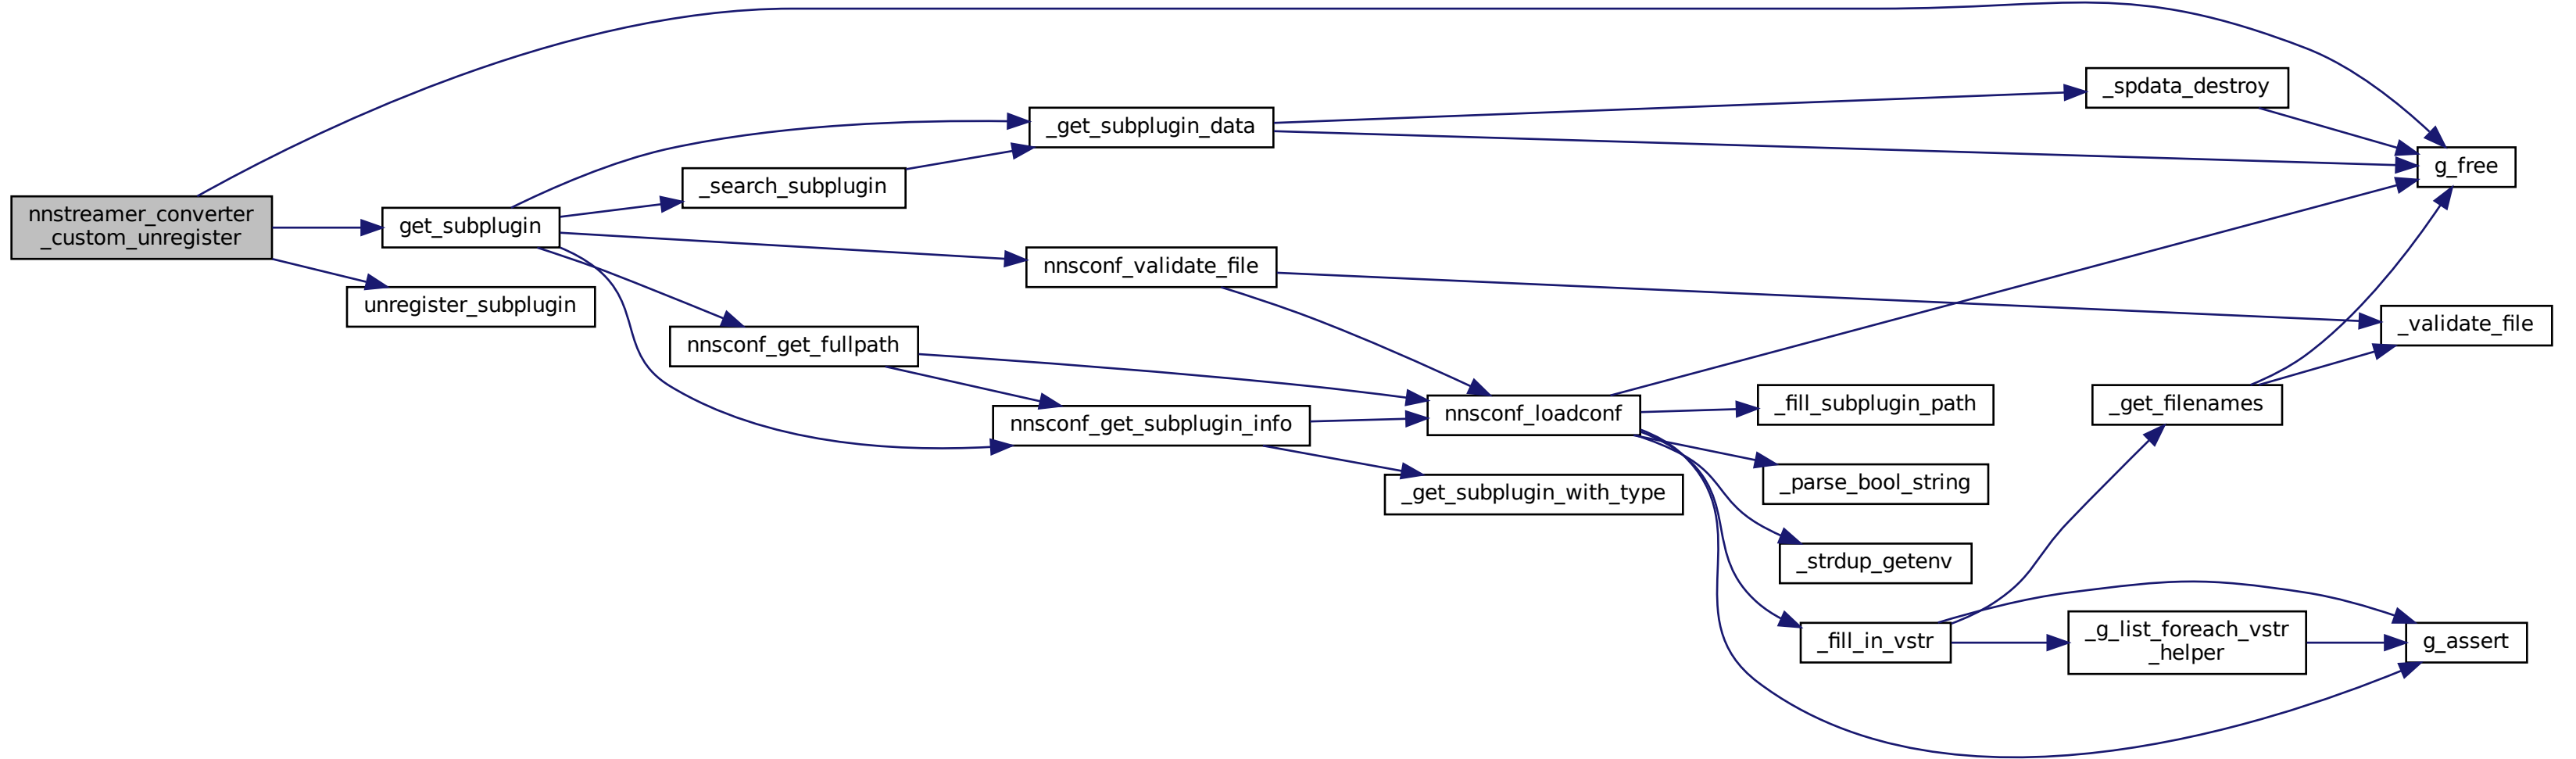 nnstreamer_converter
_custom_unregister
get_subplugin
unregister_subplugin
_get_subplugin_data
_search_subplugin
nnsconf_validate_file
nnsconf_get_fullpath
nnsconf_get_subplugin_info
nnsconf_loadconf
_get_subplugin_with_type
_spdata_destroy
g_free
_validate_file
_fill_subplugin_path
_get_filenames
_parse_bool_string
_strdup_getenv
_fill_in_vstr
_g_list_foreach_vstr
_helper
g_assert